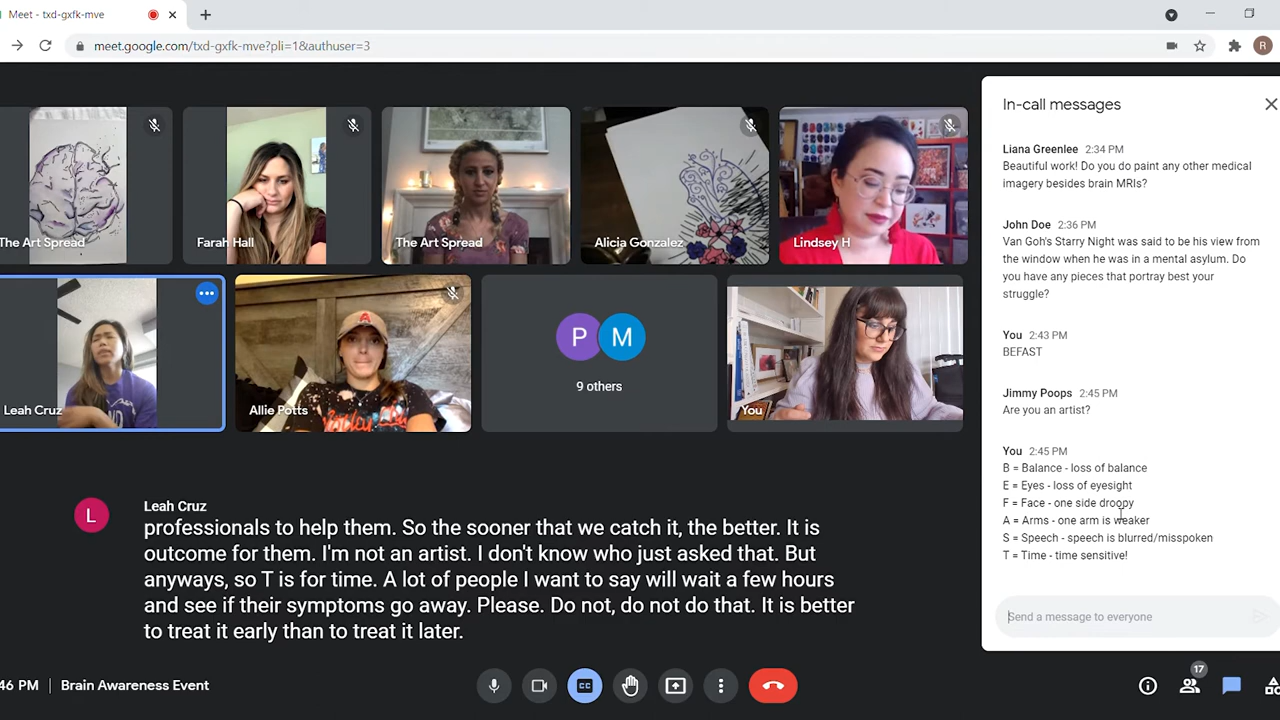 Meet - txd-gxfk-mve
meet.google.com/txd-gxfk-mve?pli=1&authuser=3
R
The Art Spread
Farah Hall
The Art Spread
Alicia Gonzalez
Lindsey H
Leah Cruz
A
Allie Potts
P M
9 others
You
L
Leah Cruz
professionals to help them. So the sooner that we catch it, the better. It is
outcome for them. I'm not an artist. I don't know who just asked that. But
anyways, so T is for time. A lot of people I want to say will wait a few hours
and see if their symptoms go away. Please. Do not, do not do that. It is better
to treat it early than to treat it later.
In-call messages
Liana Greenlee 2:34 PM
Beautiful work! Do you do paint any other medical
imagery besides brain MRIs?
John Doe 2:36 PM
Van Goh's Starry Night was said to be his view from
the window when he was in a mental asylum. Do
you have any pieces that portray best your
struggle?
You 2:43 PM
BEFAST
Jimmy Poops 2:45 PM
Are you an artist?
You 2:45 PM
B = Balance - loss of balance
E = Eyes - loss of eyesight
F = Face - one side droopy
A = Arms - one arm is weaker
S = Speech - speech is blurred/misspoken
T = Time - time sensitive!
Send a message to everyone
:46 PM | Brain Awareness Event
CC
17